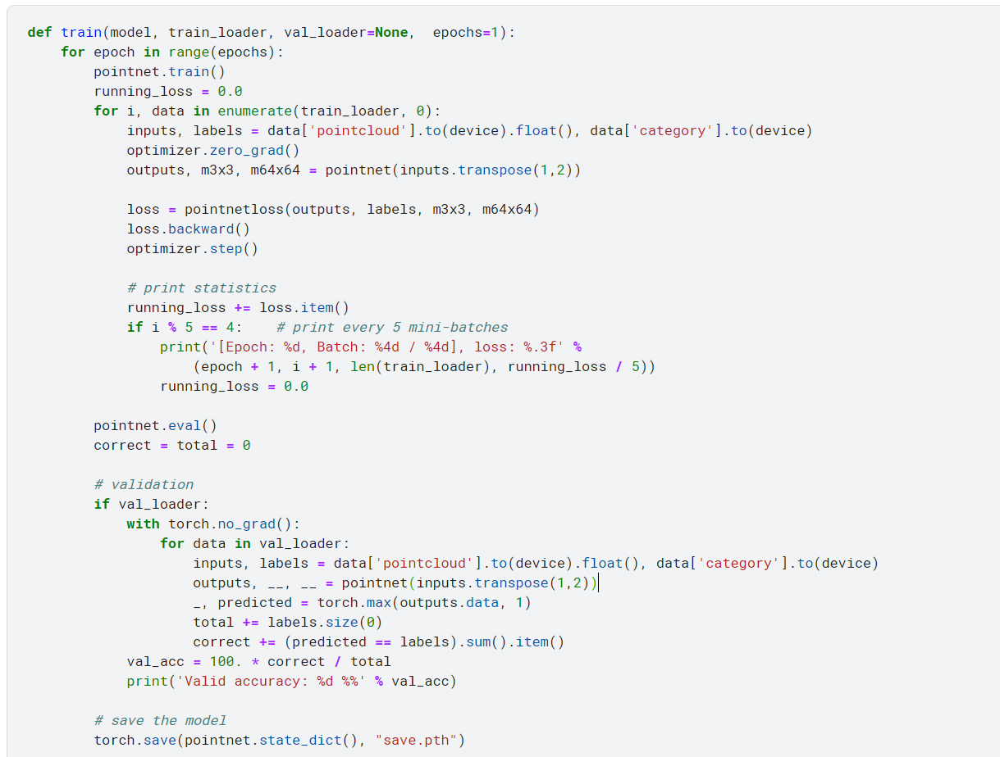 def train(model, train_loader, val_loader=None,  epochs=1):
    for epoch in range(epochs):
        pointnet.train()
        running_loss = 0.0
        for i, data in enumerate(train_loader, 0):
            inputs, labels = data['pointcloud'].to(device).float(), data['category'].to(device)
            optimizer.zero_grad()
            outputs, m3x3, m64x64 = pointnet(inputs.transpose(1,2))

            loss = pointnetloss(outputs, labels, m3x3, m64x64)
            loss.backward()
            optimizer.step()

            # print statistics
            running_loss += loss.item()
            if i % 5 == 4:    # print every 5 mini-batches
                print('[Epoch: %d, Batch: %4d / %4d], loss: %.3f' %
                    (epoch + 1, i + 1, len(train_loader), running_loss / 5))
                running_loss = 0.0

        pointnet.eval()
        correct = total = 0

        # validation
        if val_loader:
            with torch.no_grad():
                for data in val_loader:
                    inputs, labels = data['pointcloud'].to(device).float(), data['category'].to(device)
                    outputs, __, __ = pointnet(inputs.transpose(1,2))
                    _, predicted = torch.max(outputs.data, 1)
                    total += labels.size(0)
                    correct += (predicted == labels).sum().item()
            val_acc = 100. * correct / total
            print('Valid accuracy: %d %%' % val_acc)

        # save the model
        torch.save(pointnet.state_dict(), "save.pth")